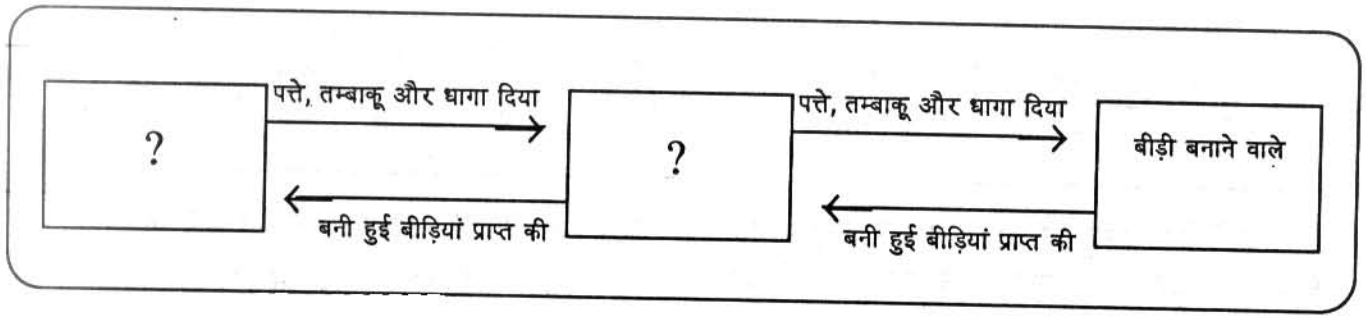 पत्ते, तम्बाकू और धागा दिया
पत्ते, तम्बाकू और धागा दिया
?
?
बीड़ी बनाने वाले
बनी हुई बीड़ियां प्राप्त की
बनी हुई बीड़ियां प्राप्त की